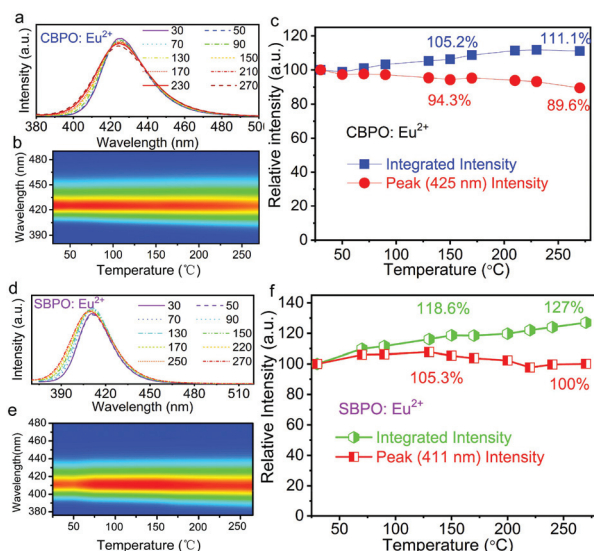 a
CBPO: Eu²⁺
30 50
70 90
130 150
170 210
230 270
Intensity (a.u.)
380 400 420 440 460 480 500
Wavelength (nm)
b
Wavelength (nm)
480
450
420
390
50 100 150 200 250
Temperature (℃)
c
Relative intensity (a.u.)
120
100
80
60
40
20
0
105.2%
111.1%
94.3%
89.6%
CBPO: Eu²⁺
Integrated Intensity
Peak (425 nm) Intensity
50 100 150 200 250
Temperature (°C)
d
SBPO: Eu²⁺
30 50
70 90
130 150
170 220
250 270
Intensity (a.u.)
390 420 450 480 510
Wavelength (nm)
e
Wavelength(nm)
480
460
440
420
400
380
50 100 150 200 250
Temperature (°C)
f
Relative Intensity (a.u.)
140
120
100
80
60
40
20
0
118.6%
127%
105.3%
100%
SBPO: Eu²⁺
Integrated Intensity
Peak (411 nm) Intensity
50 100 150 200 250
Temperature (°C)